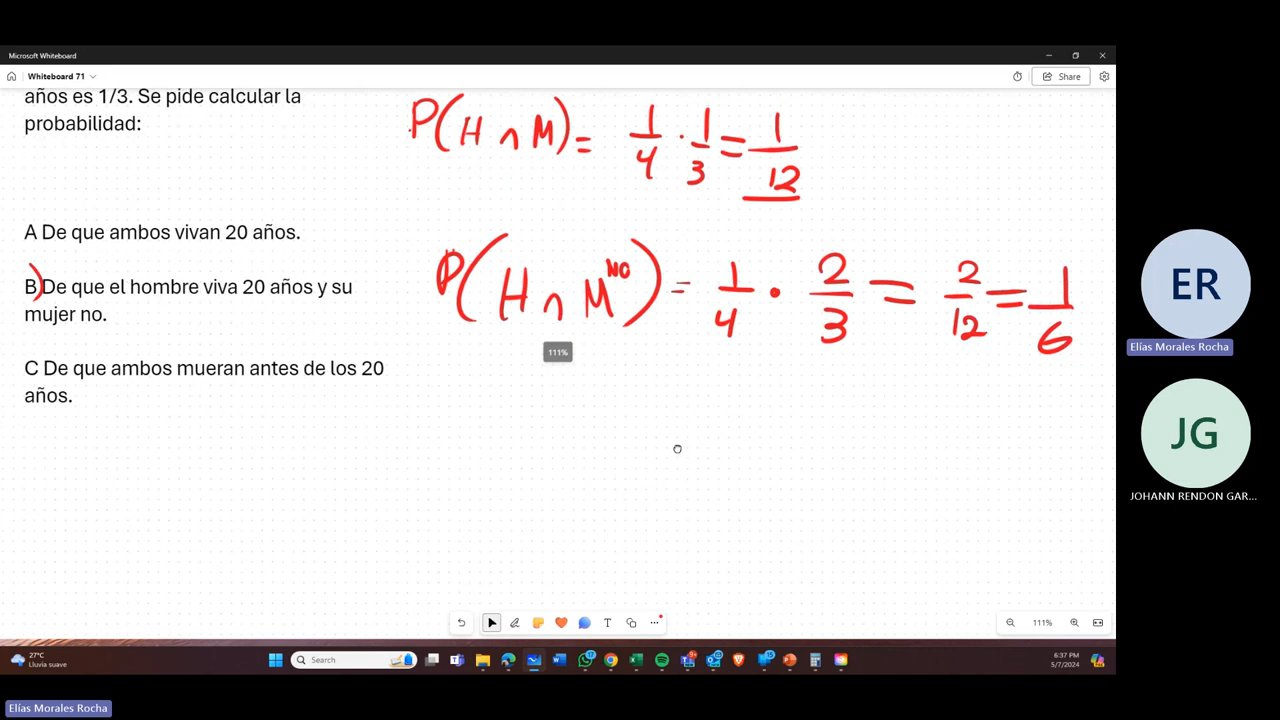 Microsoft Whiteboard
Whiteboard 71
Share
años es 1/3. Se pide calcular la
probabilidad:
P(H ∩ M) = 1/4 · 1/3 = 1/12
A De que ambos vivan 20 años.
B) De que el hombre viva 20 años y su
mujer no.
P(H ∩ M^NO) = 1/4 · 2/3 = 2/12 = 1/6
111%
C De que ambos mueran antes de los 20
años.
ER
Elías Morales Rocha
JG
JOHANN RENDON GAR...
T
111%
27°C
Lluvia suave
Search
6:37 PM
5/7/2024
Elías Morales Rocha